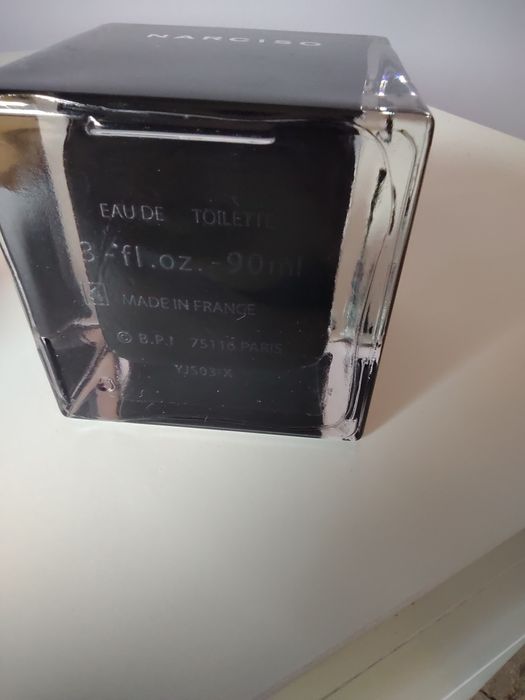 NARCISO
EAU DE TOILETTE
3-fl.oz.-90ml
MADE IN FRANCE
© B.P.I 75116 PARIS